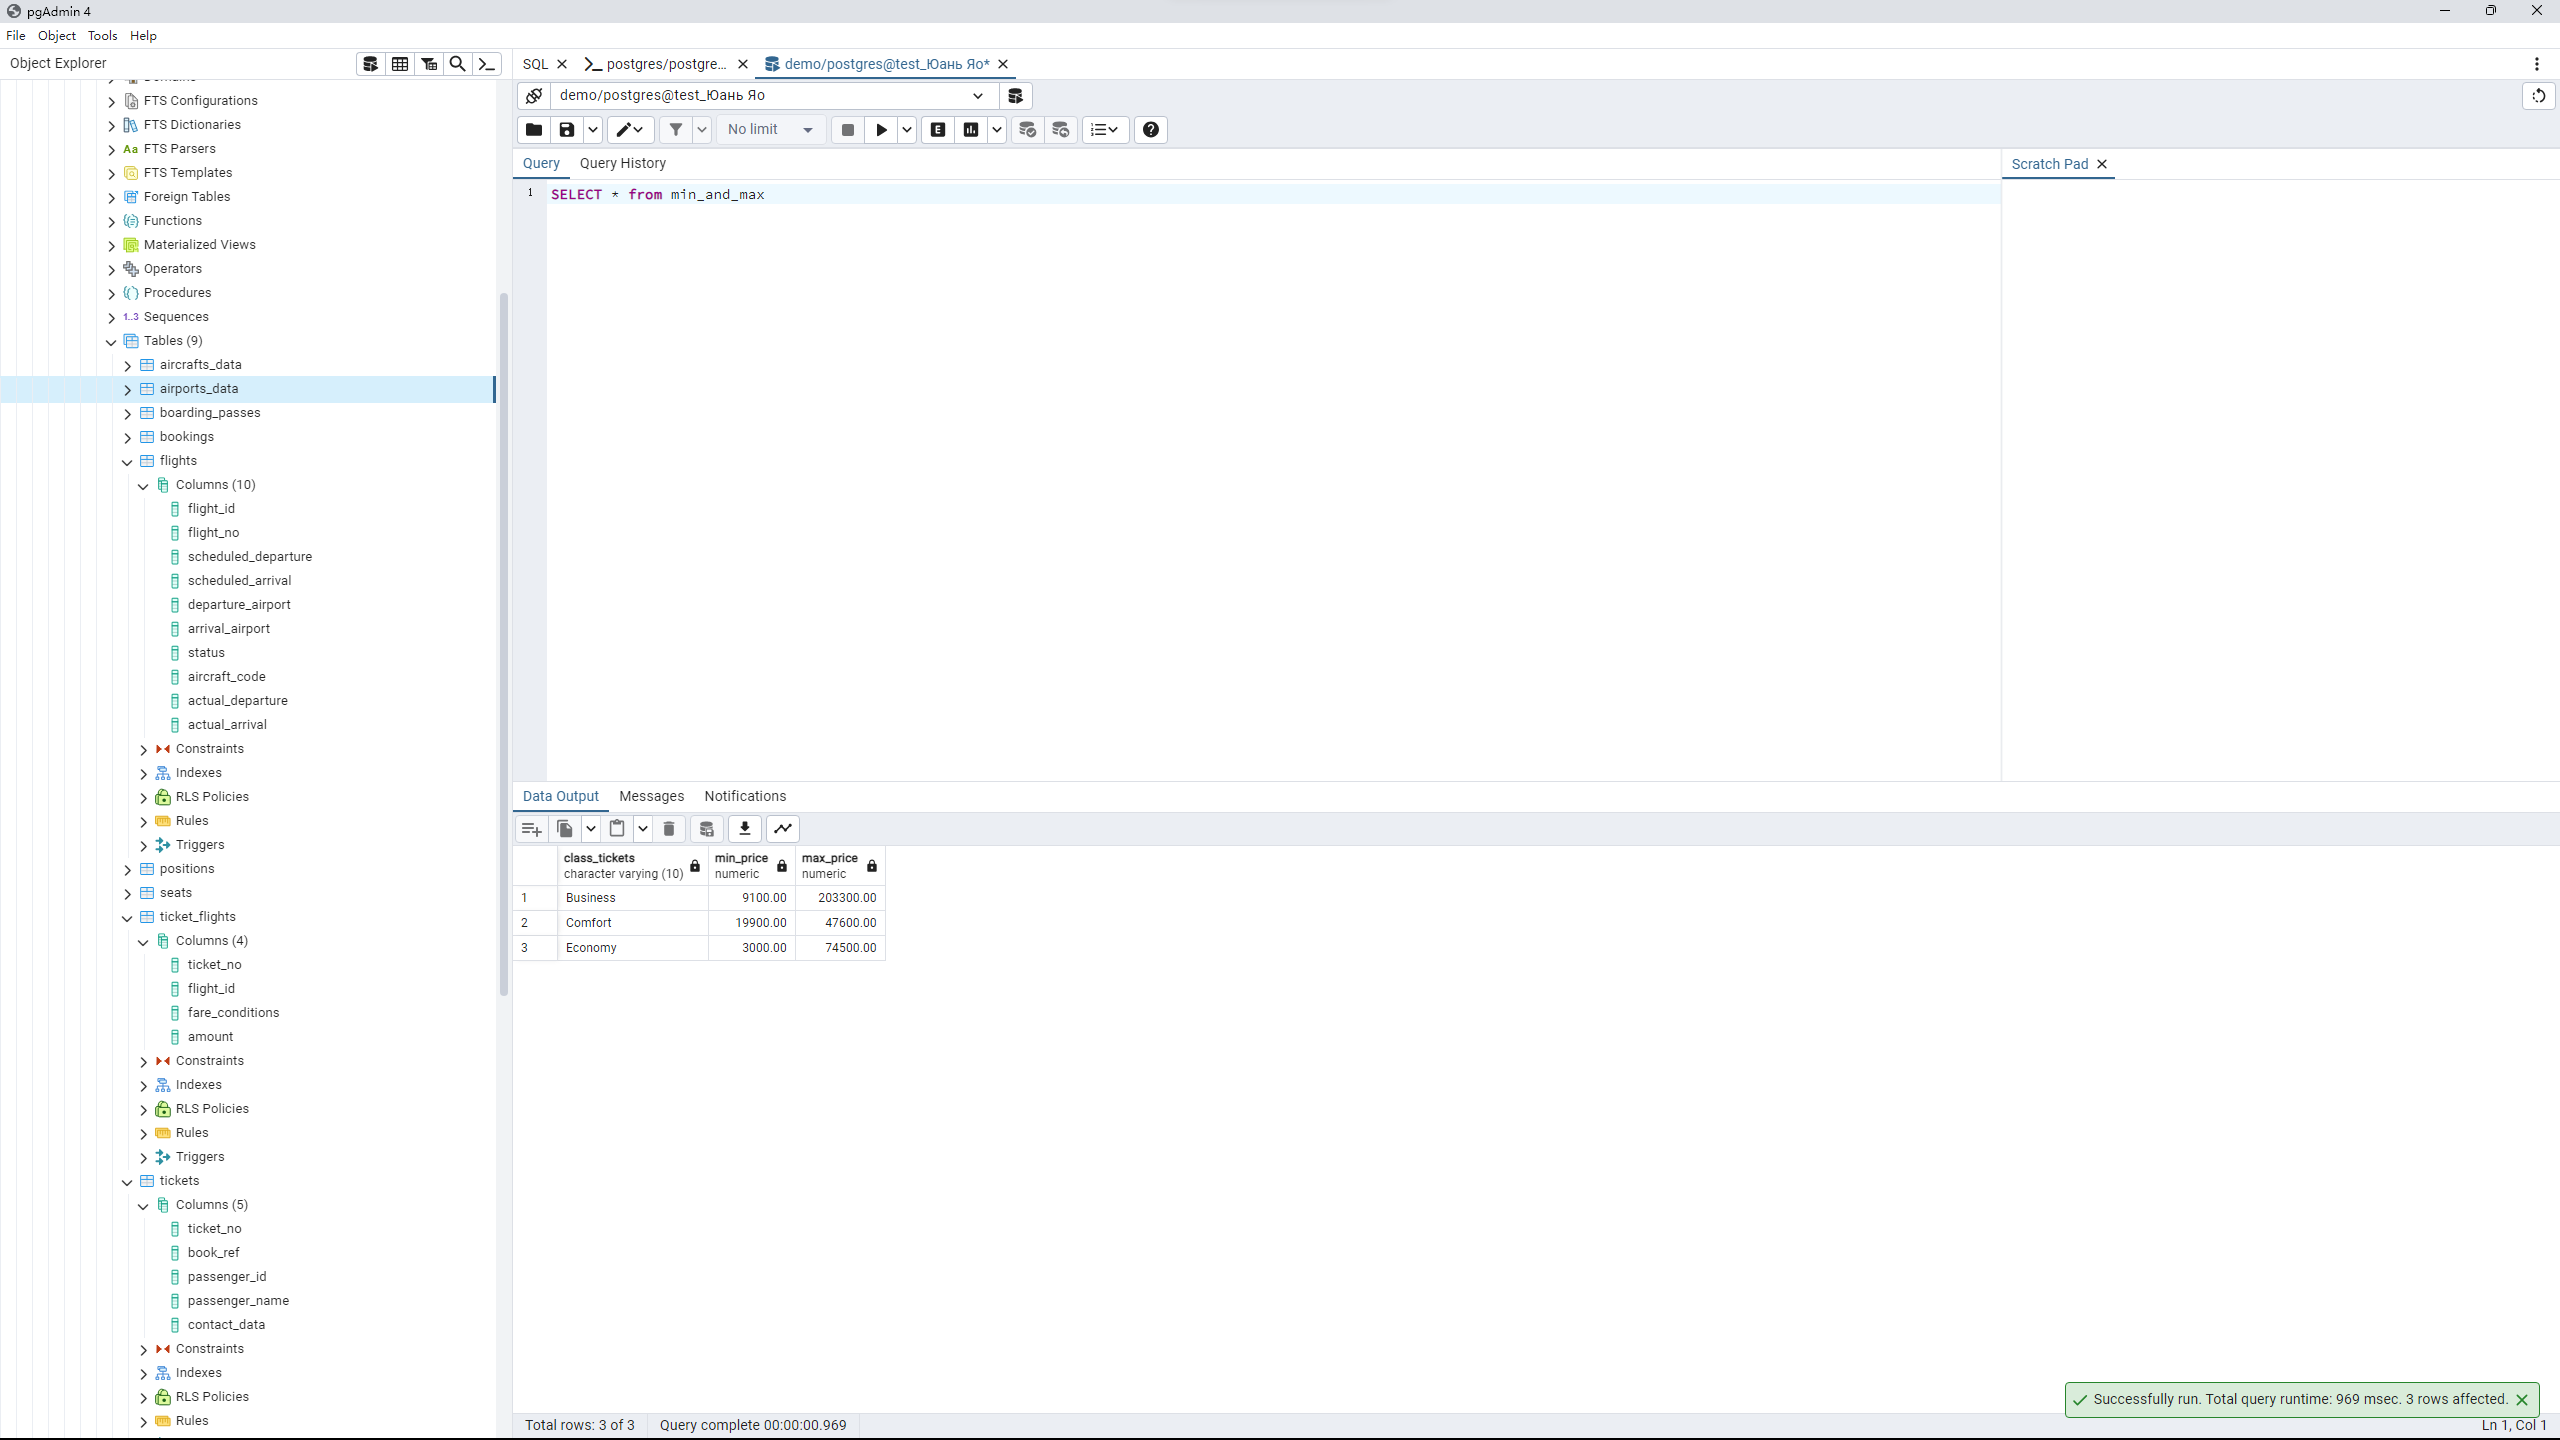 pgAdmin 4
File Object Tools Help
Object Explorer
SQL
postgres/postgre...
demo/postgres@test_Юань Яо*
demo/postgres@test_Юань Яо
No limit
E
Query
Query History
Scratch Pad
1 SELECT * from min_and_max
Domains
FTS Configurations
FTS Dictionaries
Aa FTS Parsers
FTS Templates
Foreign Tables
Functions
Materialized Views
Operators
Procedures
1..3 Sequences
Tables (9)
aircrafts_data
airports_data
boarding_passes
bookings
flights
Columns (10)
flight_id
flight_no
scheduled_departure
scheduled_arrival
departure_airport
arrival_airport
status
aircraft_code
actual_departure
actual_arrival
Constraints
Indexes
RLS Policies
Rules
Triggers
positions
seats
ticket_flights
Columns (4)
ticket_no
flight_id
fare_conditions
amount
Constraints
Indexes
RLS Policies
Rules
Triggers
tickets
Columns (5)
ticket_no
book_ref
passenger_id
passenger_name
contact_data
Constraints
Indexes
RLS Policies
Rules
Data Output Messages Notifications
class_tickets min_price max_price
character varying (10) numeric numeric
1 Business 9100.00 203300.00
2 Comfort 19900.00 47600.00
3 Economy 3000.00 74500.00
Successfully run. Total query runtime: 969 msec. 3 rows affected.
Total rows: 3 of 3 Query complete 00:00:00.969
Ln 1, Col 1